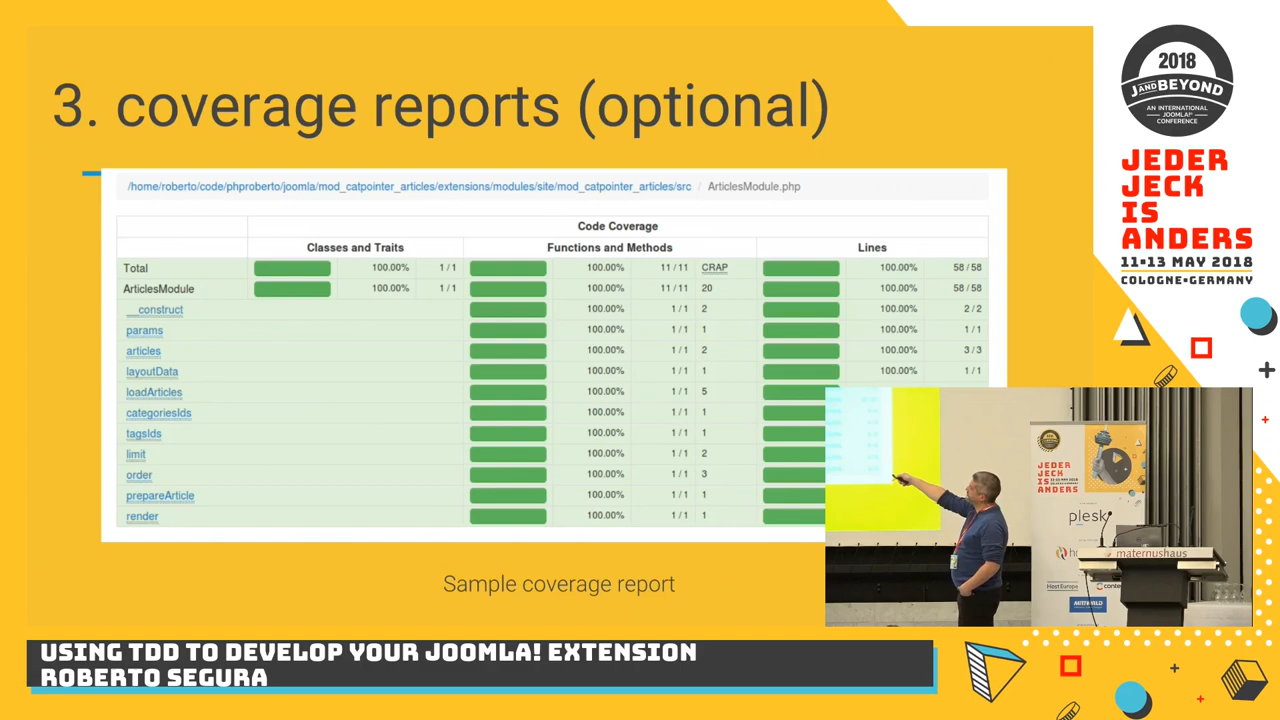 3. coverage reports (optional)
/home/roberto/code/phproberto/joomla/mod_catpointer_articles/extensions/modules/site/mod_catpointer_articles/src / ArticlesModule.php
Code Coverage
Classes and Traits Functions and Methods Lines
Total 100.00% 1 / 1 100.00% 11 / 11 CRAP 100.00% 58 / 58
ArticlesModule 100.00% 1 / 1 100.00% 11 / 11 20 100.00% 58 / 58
__construct 100.00% 1 / 1 2 100.00% 2 / 2
params 100.00% 1 / 1 1 100.00% 1 / 1
articles 100.00% 1 / 1 2 100.00% 3 / 3
layoutData 100.00% 1 / 1 1 100.00% 1 / 1
loadArticles 100.00% 1 / 1 5
categoriesIds 100.00% 1 / 1 1
tagsIds 100.00% 1 / 1 1
limit 100.00% 1 / 1 2
order 100.00% 1 / 1 3
prepareArticle 100.00% 1 / 1 1
render 100.00% 1 / 1 1
Sample coverage report
2018
J AND BEYOND
AN INTERNATIONAL
JOOMLA!
CONFERENCE
JEDER
JECK
IS
ANDERS
11-13 MAY 2018
COLOGNE•GERMANY
JEDER
JECK
IS
ANDERS
plesk
maternushaus
HostEurope
MITTWALD
USING TDD TO DEVELOP YOUR JOOMLA! EXTENSION
ROBERTO SEGURA